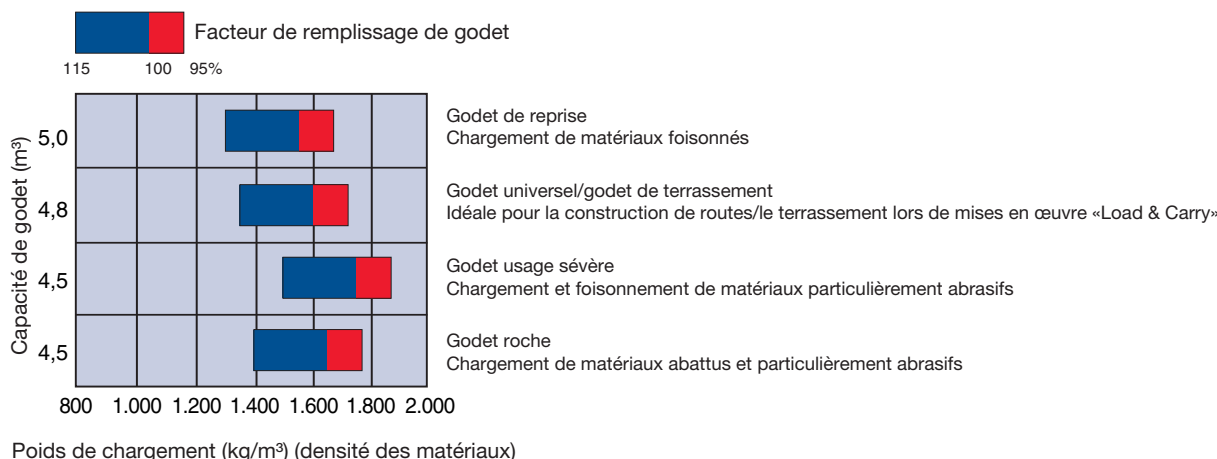 Facteur de remplissage de godet
115 100 95%
Capacité de godet (m³)
5,0
Godet de reprise
Chargement de matériaux foisonnés
4,8
Godet universel/godet de terrassement
Idéale pour la construction de routes/le terrassement lors de mises en œuvre «Load & Carry»
4,5
Godet usage sévère
Chargement et foisonnement de matériaux particulièrement abrasifs
4,5
Godet roche
Chargement de matériaux abattus et particulièrement abrasifs
800 1.000 1.200 1.400 1.600 1.800 2.000
Poids de chargement (kg/m³) (densité des matériaux)